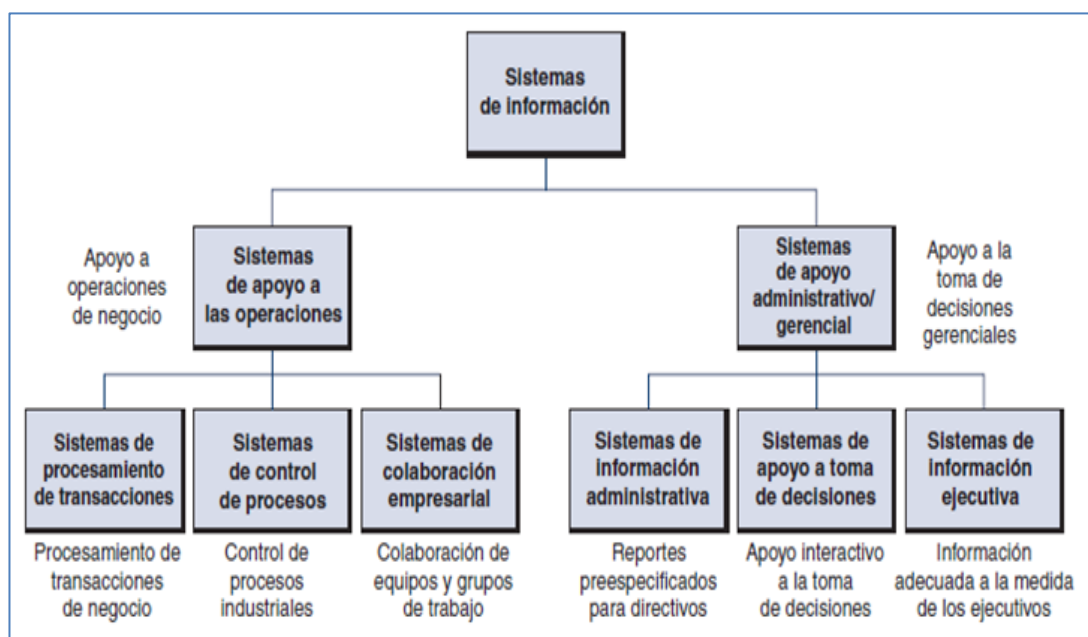 Sistemas
de información
Apoyo a
operaciones
de negocio
Sistemas
de apoyo a
las operaciones
Sistemas
de apoyo
administrativo/
gerencial
Apoyo a la
toma de
decisiones
gerenciales
Sistemas de
procesamiento
de transacciones
Sistemas
de control
de procesos
Sistemas de
colaboración
empresarial
Sistemas de
información
administrativa
Sistemas de
apoyo a toma
de decisiones
Sistemas de
información
ejecutiva
Procesamiento de
transacciones
de negocio
Control de
procesos
industriales
Colaboración de
equipos y grupos
de trabajo
Reportes
preespecificados
para directivos
Apoyo interactivo
a la toma
de decisiones
Información
adecuada a la medida
de los ejecutivos